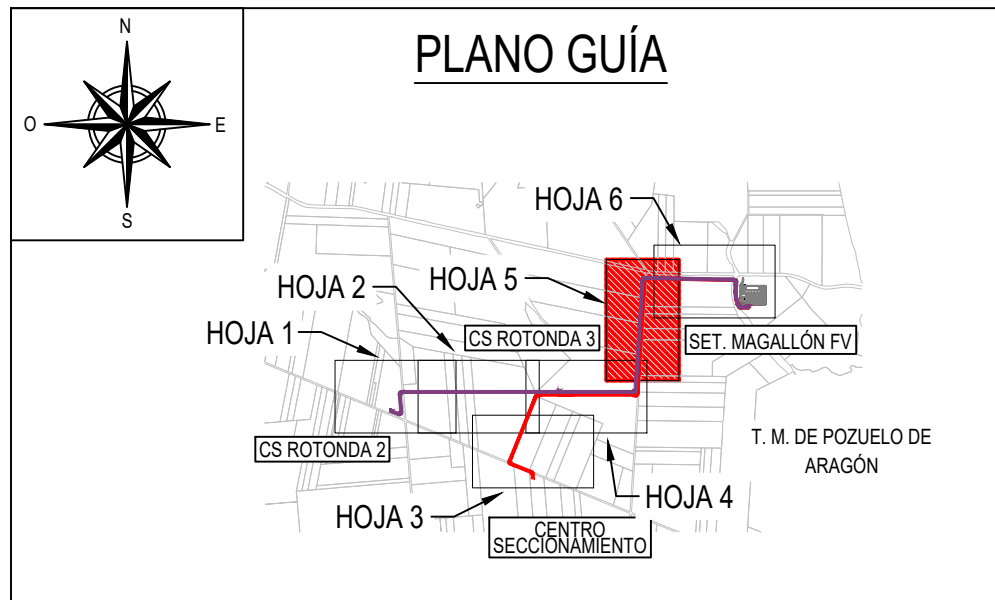 PLANO GUÍA
N
O
E
S
HOJA 6
HOJA 5
HOJA 2
HOJA 1
CS ROTONDA 3
SET. MAGALLÓN FV
CS ROTONDA 2
T. M. DE POZUELO DE
ARAGÓN
HOJA 4
HOJA 3
CENTRO
SECCIONAMIENTO